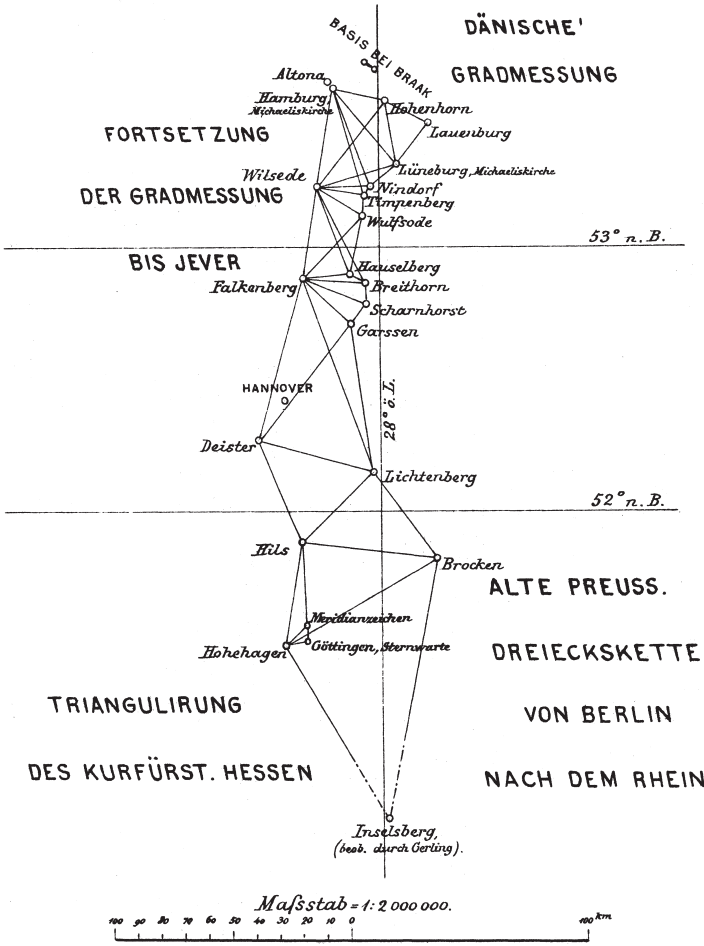 DÄNISCHE'
GRADMESSUNG
BASIS BEI BRAAK
Altona
Hamburg,
Michaeliskirche
Hohenhorn
Lauenburg
FORTSETZUNG
DER GRADMESSUNG
BIS JEVER
Lüneburg, Michaeliskirche
Wilsede
Nindorf
Timpenberg
Wulfsode
53° n. B.
Hauselberg
Falkenberg
Breithorn
Scharnhorst
Garssen
HANNOVER
28° ö. L.
Deister
Lichtenberg
52° n. B.
Hils
Brocken
ALTE PREUSS.
DREIECKSKETTE
VON BERLIN
NACH DEM RHEIN
Meridianzeichen
Göttingen, Sternwarte
Hohehagen
TRIANGULIRUNG
DES KURFÜRST. HESSEN
Inselsberg,
(beob. durch Gerling).
Maſsstab = 1: 2 000 000.
100 90 80 70 60 50 40 30 20 10 0 100 km